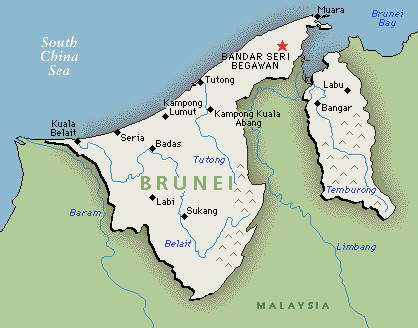 Muara
Brunei
Bay
South
China
Sea
BANDAR SERI
BEGAWAN
Tutong
Labu
Kampong
Lumut
Bangar
Kampong Kuala
Abang
Kuala
Belait
Seria
Badas
Tutong
BRUNEI
Temburong
Labi
Sukang
Baram
Belait
Limbang
MALAYSIA